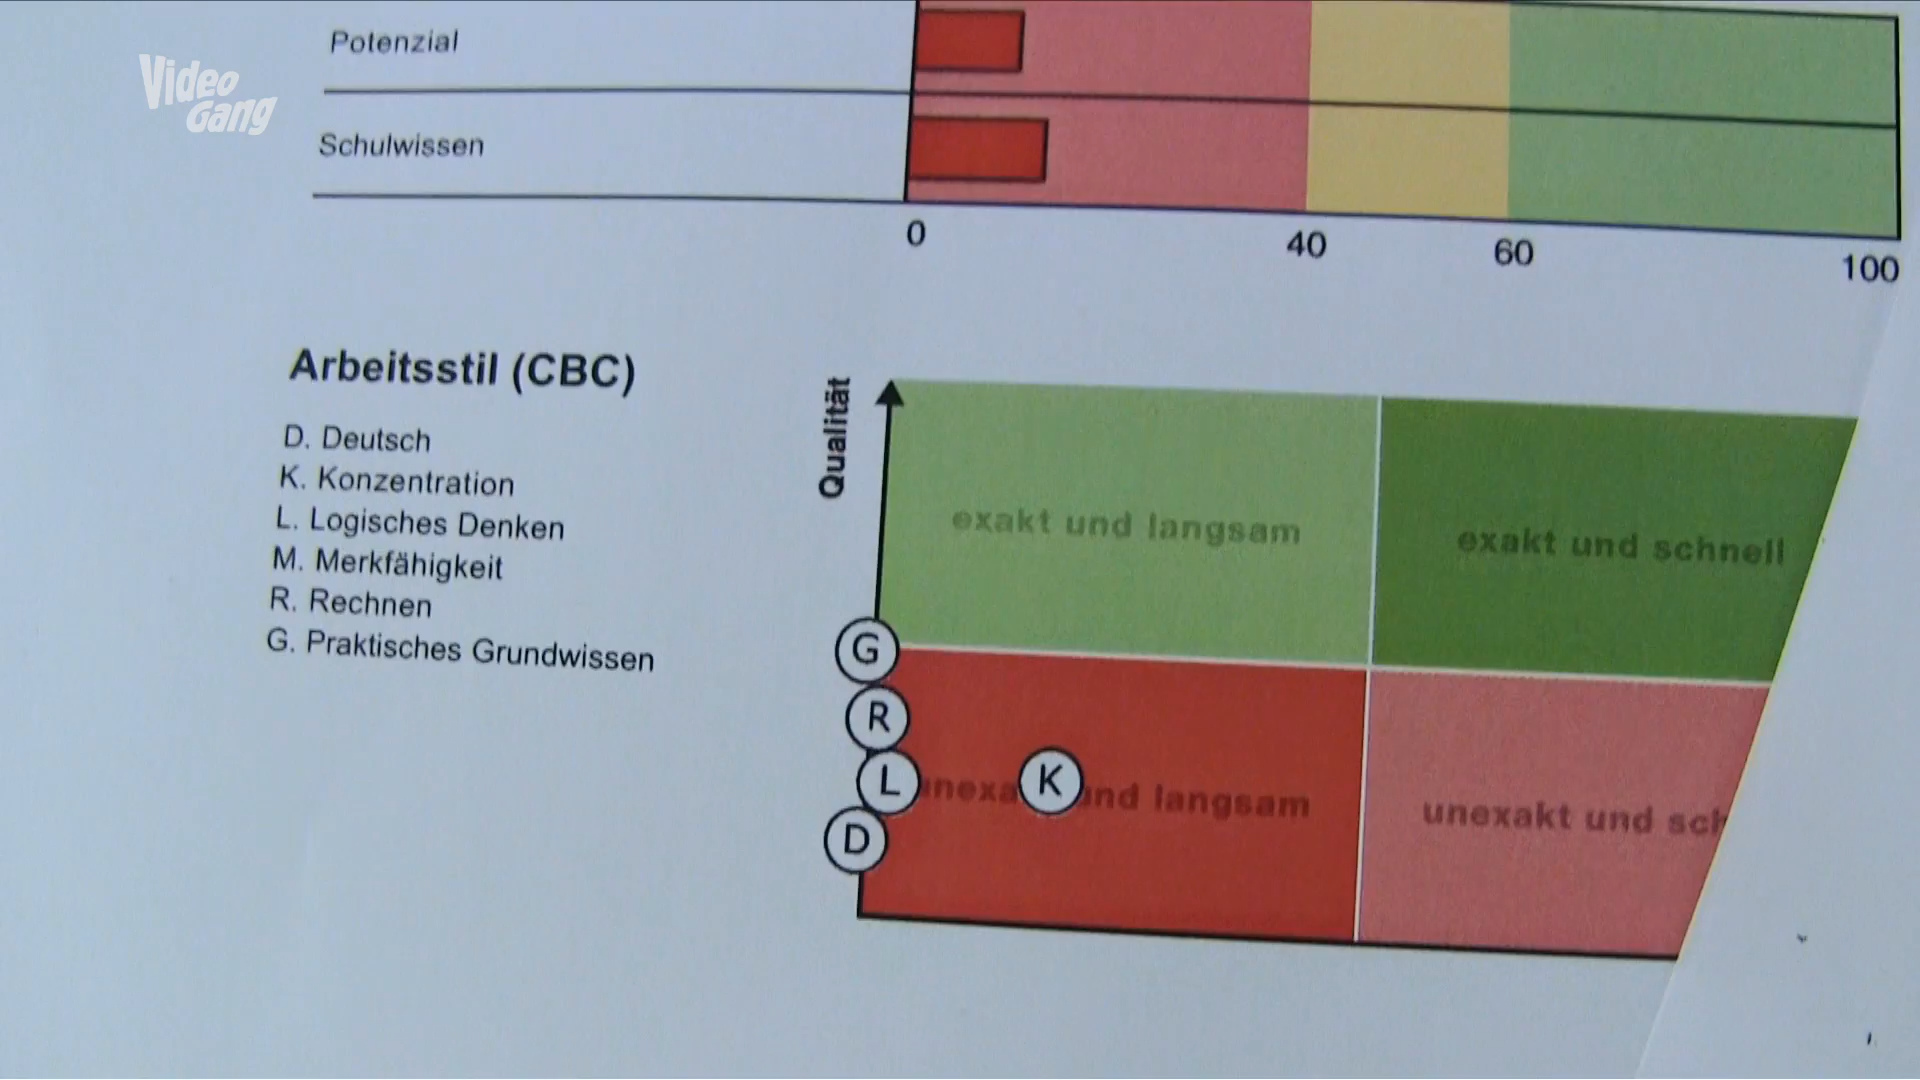 Video
Gang
Potenzial
Schulwissen
0 40 60 100
Arbeitsstil (CBC)
D. Deutsch
K. Konzentration
L. Logisches Denken
M. Merkfähigkeit
R. Rechnen
G. Praktisches Grundwissen
Qualität
exakt und langsam
exakt und schnell
G
R
L
K
und langsam
unexakt und
D